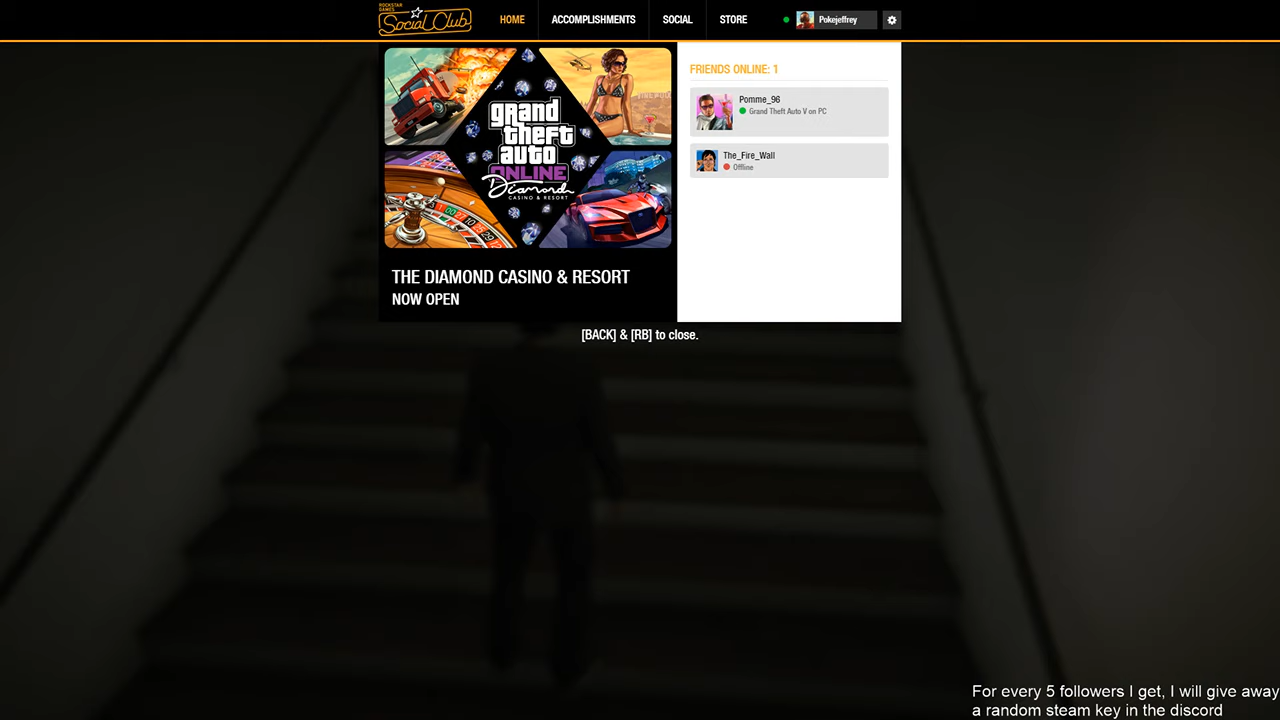 ROCKSTAR
GAMES
Social Club
HOME
ACCOMPLISHMENTS
SOCIAL
STORE
Pokejeffrey
grand
theft
auto
ONLINE
Diamond
CASINO & RESORT
THE DIAMOND CASINO & RESORT
NOW OPEN
FRIENDS ONLINE: 1
Pomme_96
Grand Theft Auto V on PC
The_Fire_Wall
Offline
[BACK] & [RB] to close.
For every 5 followers I get, I will give away
a random steam key in the discord